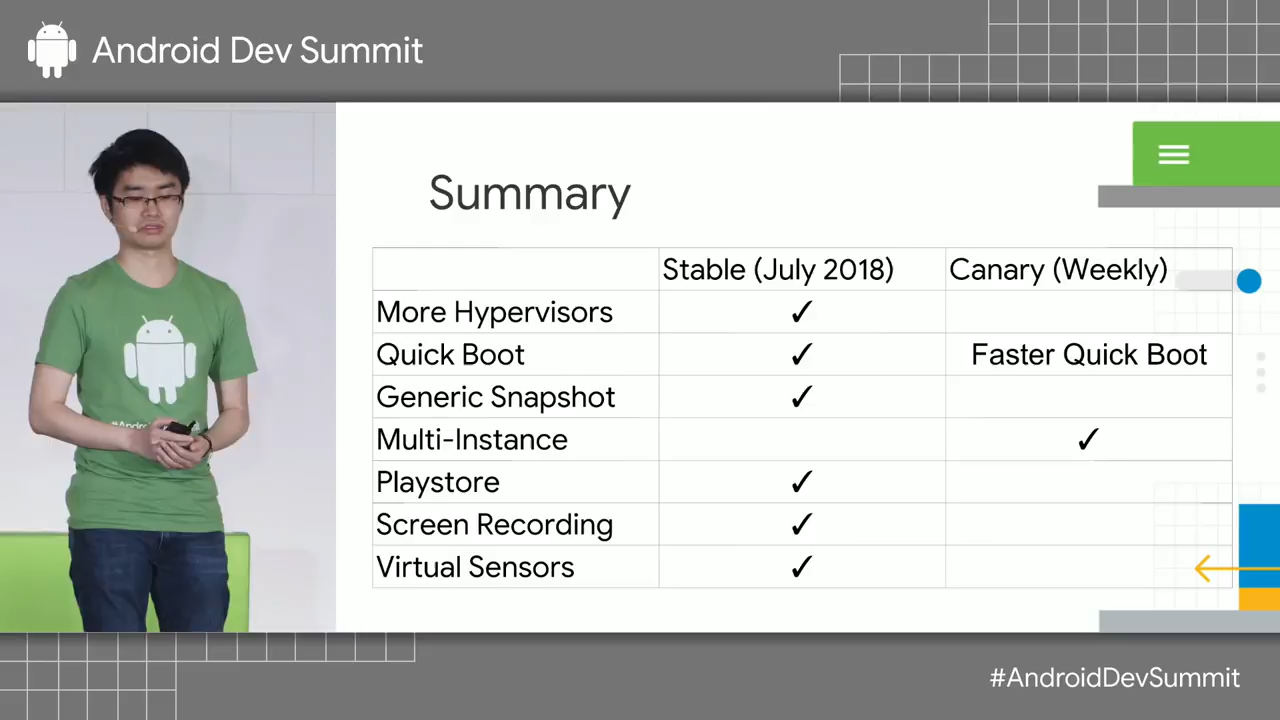 Android Dev Summit
Summary
Stable (July 2018) Canary (Weekly)
More Hypervisors ✓
Quick Boot ✓ Faster Quick Boot
Generic Snapshot ✓
Multi-Instance ✓
Playstore ✓
Screen Recording ✓
Virtual Sensors ✓
#AndroidDevSummit